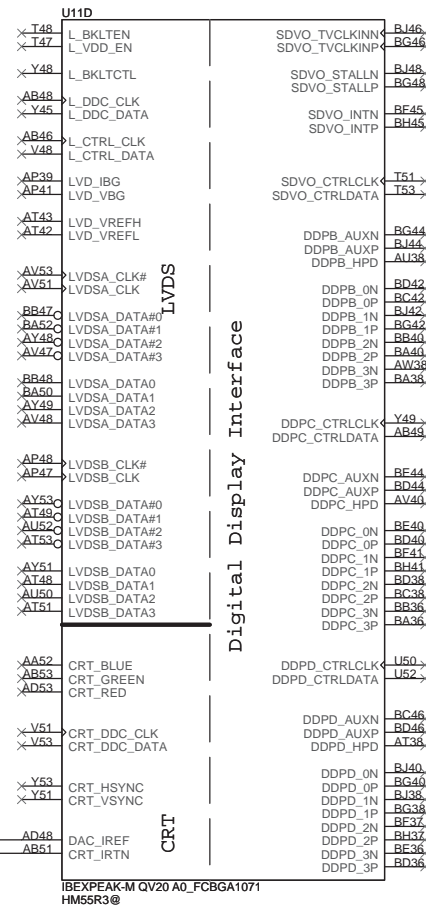 U11D
T48 L_BKLTEN
T47 L_VDD_EN
Y48 L_BKLTCTL
AB48 L_DDC_CLK
Y45 L_DDC_DATA
AB46 L_CTRL_CLK
V48 L_CTRL_DATA
AP39 LVD_IBG
AP41 LVD_VBG
AT43 LVD_VREFH
AT42 LVD_VREFL
AV53 LVDSA_CLK#
AV51 LVDSA_CLK
BB47 LVDSA_DATA#0
BA52 LVDSA_DATA#1
AY48 LVDSA_DATA#2
AV47 LVDSA_DATA#3
BB48 LVDSA_DATA0
BA50 LVDSA_DATA1
AY49 LVDSA_DATA2
AV48 LVDSA_DATA3
AP48 LVDSB_CLK#
AP47 LVDSB_CLK
AY53 LVDSB_DATA#0
AT49 LVDSB_DATA#1
AU52 LVDSB_DATA#2
AT53 LVDSB_DATA#3
AY51 LVDSB_DATA0
AT48 LVDSB_DATA1
AU50 LVDSB_DATA2
AT51 LVDSB_DATA3
AA52 CRT_BLUE
AB53 CRT_GREEN
AD53 CRT_RED
V51 CRT_DDC_CLK
V53 CRT_DDC_DATA
Y53 CRT_HSYNC
Y51 CRT_VSYNC
AD48 DAC_IREF
AB51 CRT_IRTN
LVDS
CRT
Digital Display Interface
SDVO_TVCLKINN BJ46
SDVO_TVCLKINP BG46
SDVO_STALLN BJ48
SDVO_STALLP BG48
SDVO_INTN BF45
SDVO_INTP BH45
SDVO_CTRLCLK T51
SDVO_CTRLDATA T53
DDPB_AUXN BG44
DDPB_AUXP BJ44
DDPB_HPD AU38
DDPB_0N BD42
DDPB_0P BC42
DDPB_1N BJ42
DDPB_1P BG42
DDPB_2N BB40
DDPB_2P BA40
DDPB_3N AW38
DDPB_3P BA38
DDPC_CTRLCLK Y49
DDPC_CTRLDATA AB49
DDPC_AUXN BE44
DDPC_AUXP BD44
DDPC_HPD AV40
DDPC_0N BE40
DDPC_0P BD40
DDPC_1N BF41
DDPC_1P BH41
DDPC_2N BD38
DDPC_2P BC38
DDPC_3N BB36
DDPC_3P BA36
DDPD_CTRLCLK U50
DDPD_CTRLDATA U52
DDPD_AUXN BC46
DDPD_AUXP BD46
DDPD_HPD AT38
DDPD_0N BJ40
DDPD_0P BG40
DDPD_1N BJ38
DDPD_1P BG38
DDPD_2N BF37
DDPD_2P BH37
DDPD_3N BE36
DDPD_3P BD36
IBEXPEAK-M QV20 A0_FCBGA1071
HM55R3@